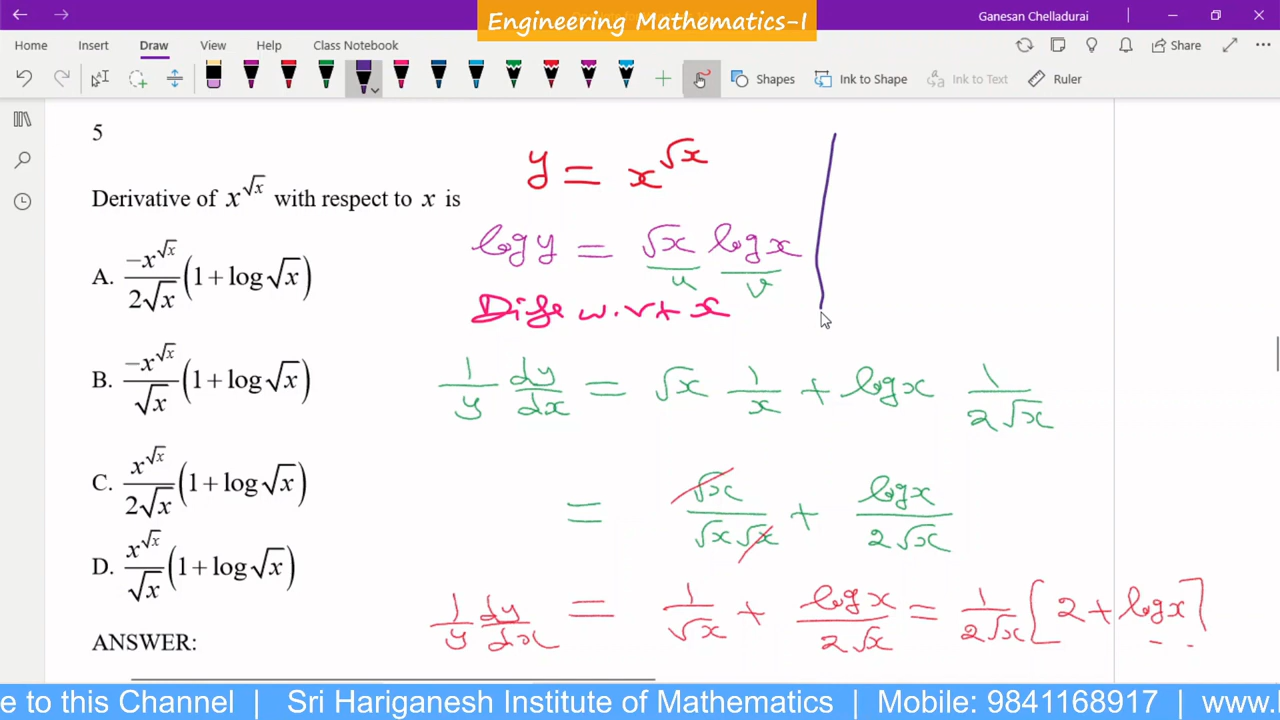 Engineering Mathematics-I
Ganesan Chelladurai
Home Insert Draw View Help Class Notebook
Share
Shapes Ink to Shape Ink to Text Ruler
5
Derivative of x^√x with respect to x is
A. −x^√x / 2√x (1 + log √x)
B. −x^√x / √x (1 + log √x)
C. x^√x / 2√x (1 + log √x)
D. x^√x / √x (1 + log √x)
ANSWER:
y = x^√x
log y = √x log x
u v
Diff w.r.t x
1/y dy/dx = √x 1/x + log x 1/2√x
= √x/√x√x + log x/2√x
1/y dy/dx = 1/√x + log x/2√x = 1/2√x [2 + log x]
e to this Channel | Sri Hariganesh Institute of Mathematics | Mobile: 9841168917 | www.